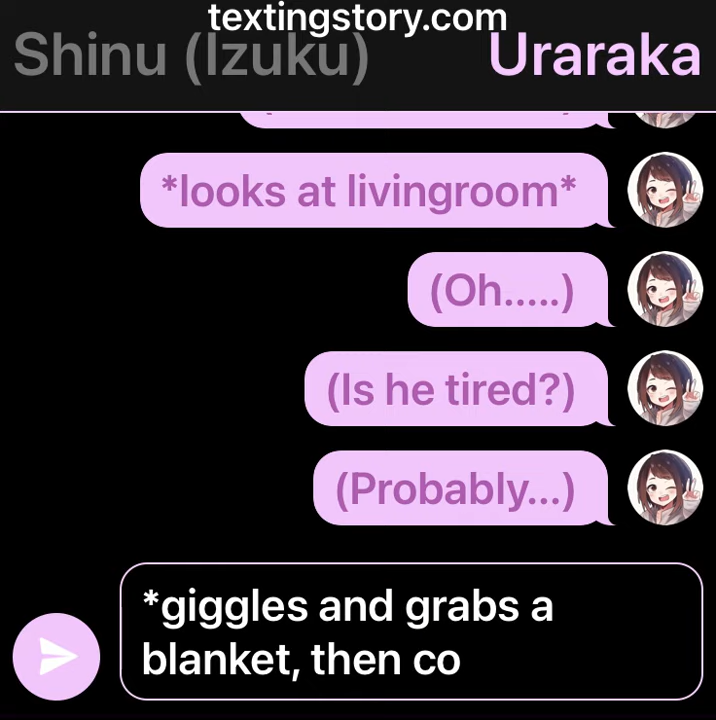 textingstory.com
Shinu (Izuku) Uraraka
*looks at livingroom*
(Oh.....)
(Is he tired?)
(Probably...)
*giggles and grabs a
blanket, then co